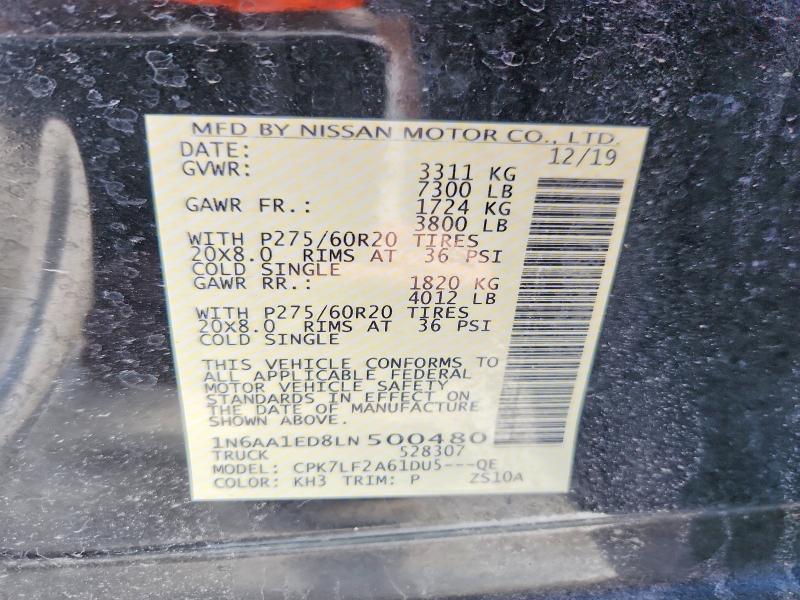 MFD BY NISSAN MOTOR CO., LTD.
DATE: 12/19
GVWR: 3311 KG
7300 LB
GAWR FR.: 1724 KG
3800 LB
WITH P275/60R20 TIRES
20X8.0 RIMS AT 36 PSI
COLD SINGLE
GAWR RR.: 1820 KG
4012 LB
WITH P275/60R20 TIRES
20X8.0 RIMS AT 36 PSI
COLD SINGLE
THIS VEHICLE CONFORMS TO
ALL APPLICABLE FEDERAL
MOTOR VEHICLE SAFETY
STANDARDS IN EFFECT ON
THE DATE OF MANUFACTURE
SHOWN ABOVE.
1N6AA1ED8LN500480
TRUCK 528307
MODEL: CPK7LF2A61DU5---QE
COLOR: KH3 TRIM: P ZS10A